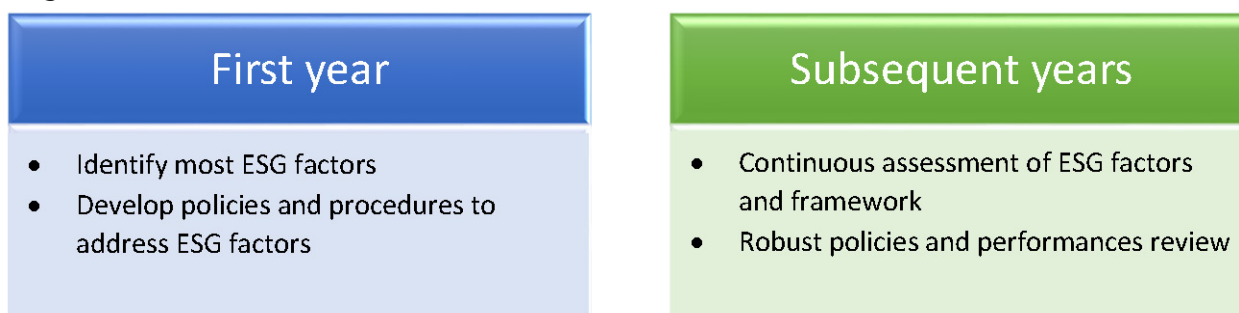 First year
• Identify most ESG factors
• Develop policies and procedures to
address ESG factors
Subsequent years
• Continuous assessment of ESG factors
and framework
• Robust policies and performances review